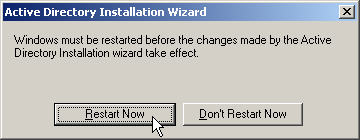 Active Directory Installation Wizard
Windows must be restarted before the changes made by the Active
Directory Installation wizard take effect.
Restart Now
Don't Restart Now